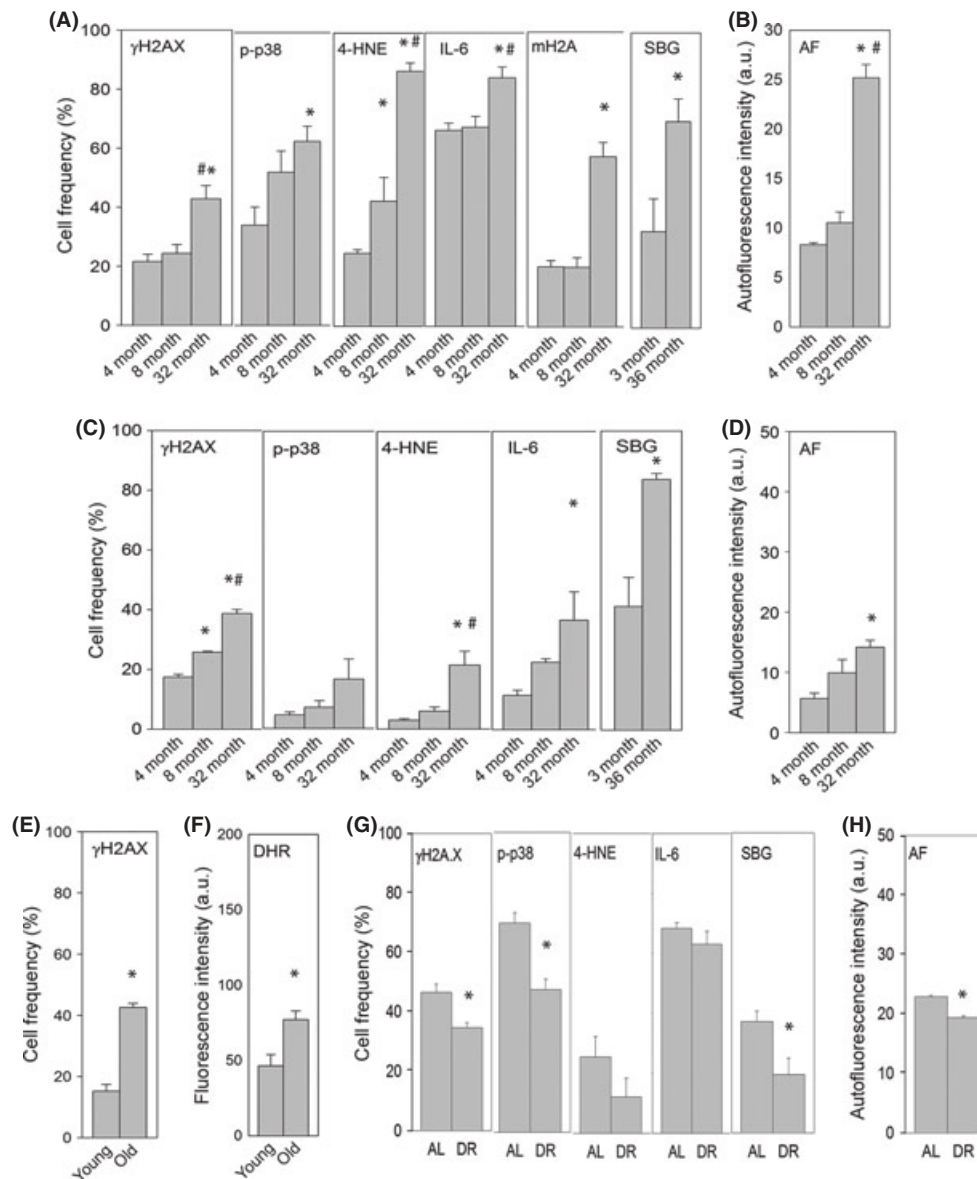 (A)
γH2AX p-p38 4-HNE *# IL-6 *# mH2A SBG
* * * * #*
Cell frequency (%)
100
80
60
40
20
0
4 month 8 month 32 month 4 month 8 month 32 month 4 month 8 month 32 month 4 month 8 month 32 month 4 month 8 month 32 month 3 month 36 month
(B)
AF
* #
Autofluorescence intensity (a.u.)
30
25
20
15
10
5
0
4 month 8 month 32 month
(C)
γH2AX p-p38 4-HNE IL-6 SBG
* * *# * * #
Cell frequency (%)
100
80
60
40
20
0
4 month 8 month 32 month 4 month 8 month 32 month 4 month 8 month 32 month 4 month 8 month 32 month 3 month 36 month
(D)
AF
*
Autofluorescence intensity (a.u.)
50
40
30
20
10
0
4 month 8 month 32 month
(E)
γH2AX
*
Cell frequency (%)
100
80
60
40
20
0
Young Old
(F)
DHR
*
Fluorescence intensity (a.u.)
200
150
100
50
0
Young Old
(G)
γH2A.X p-p38 4-HNE IL-6 SBG
* * *
Cell frequency (%)
100
80
60
40
20
0
AL DR AL DR AL DR AL DR AL DR
(H)
AF
*
Autofluorescence intensity (a.u.)
50
40
30
20
10
0
AL DR